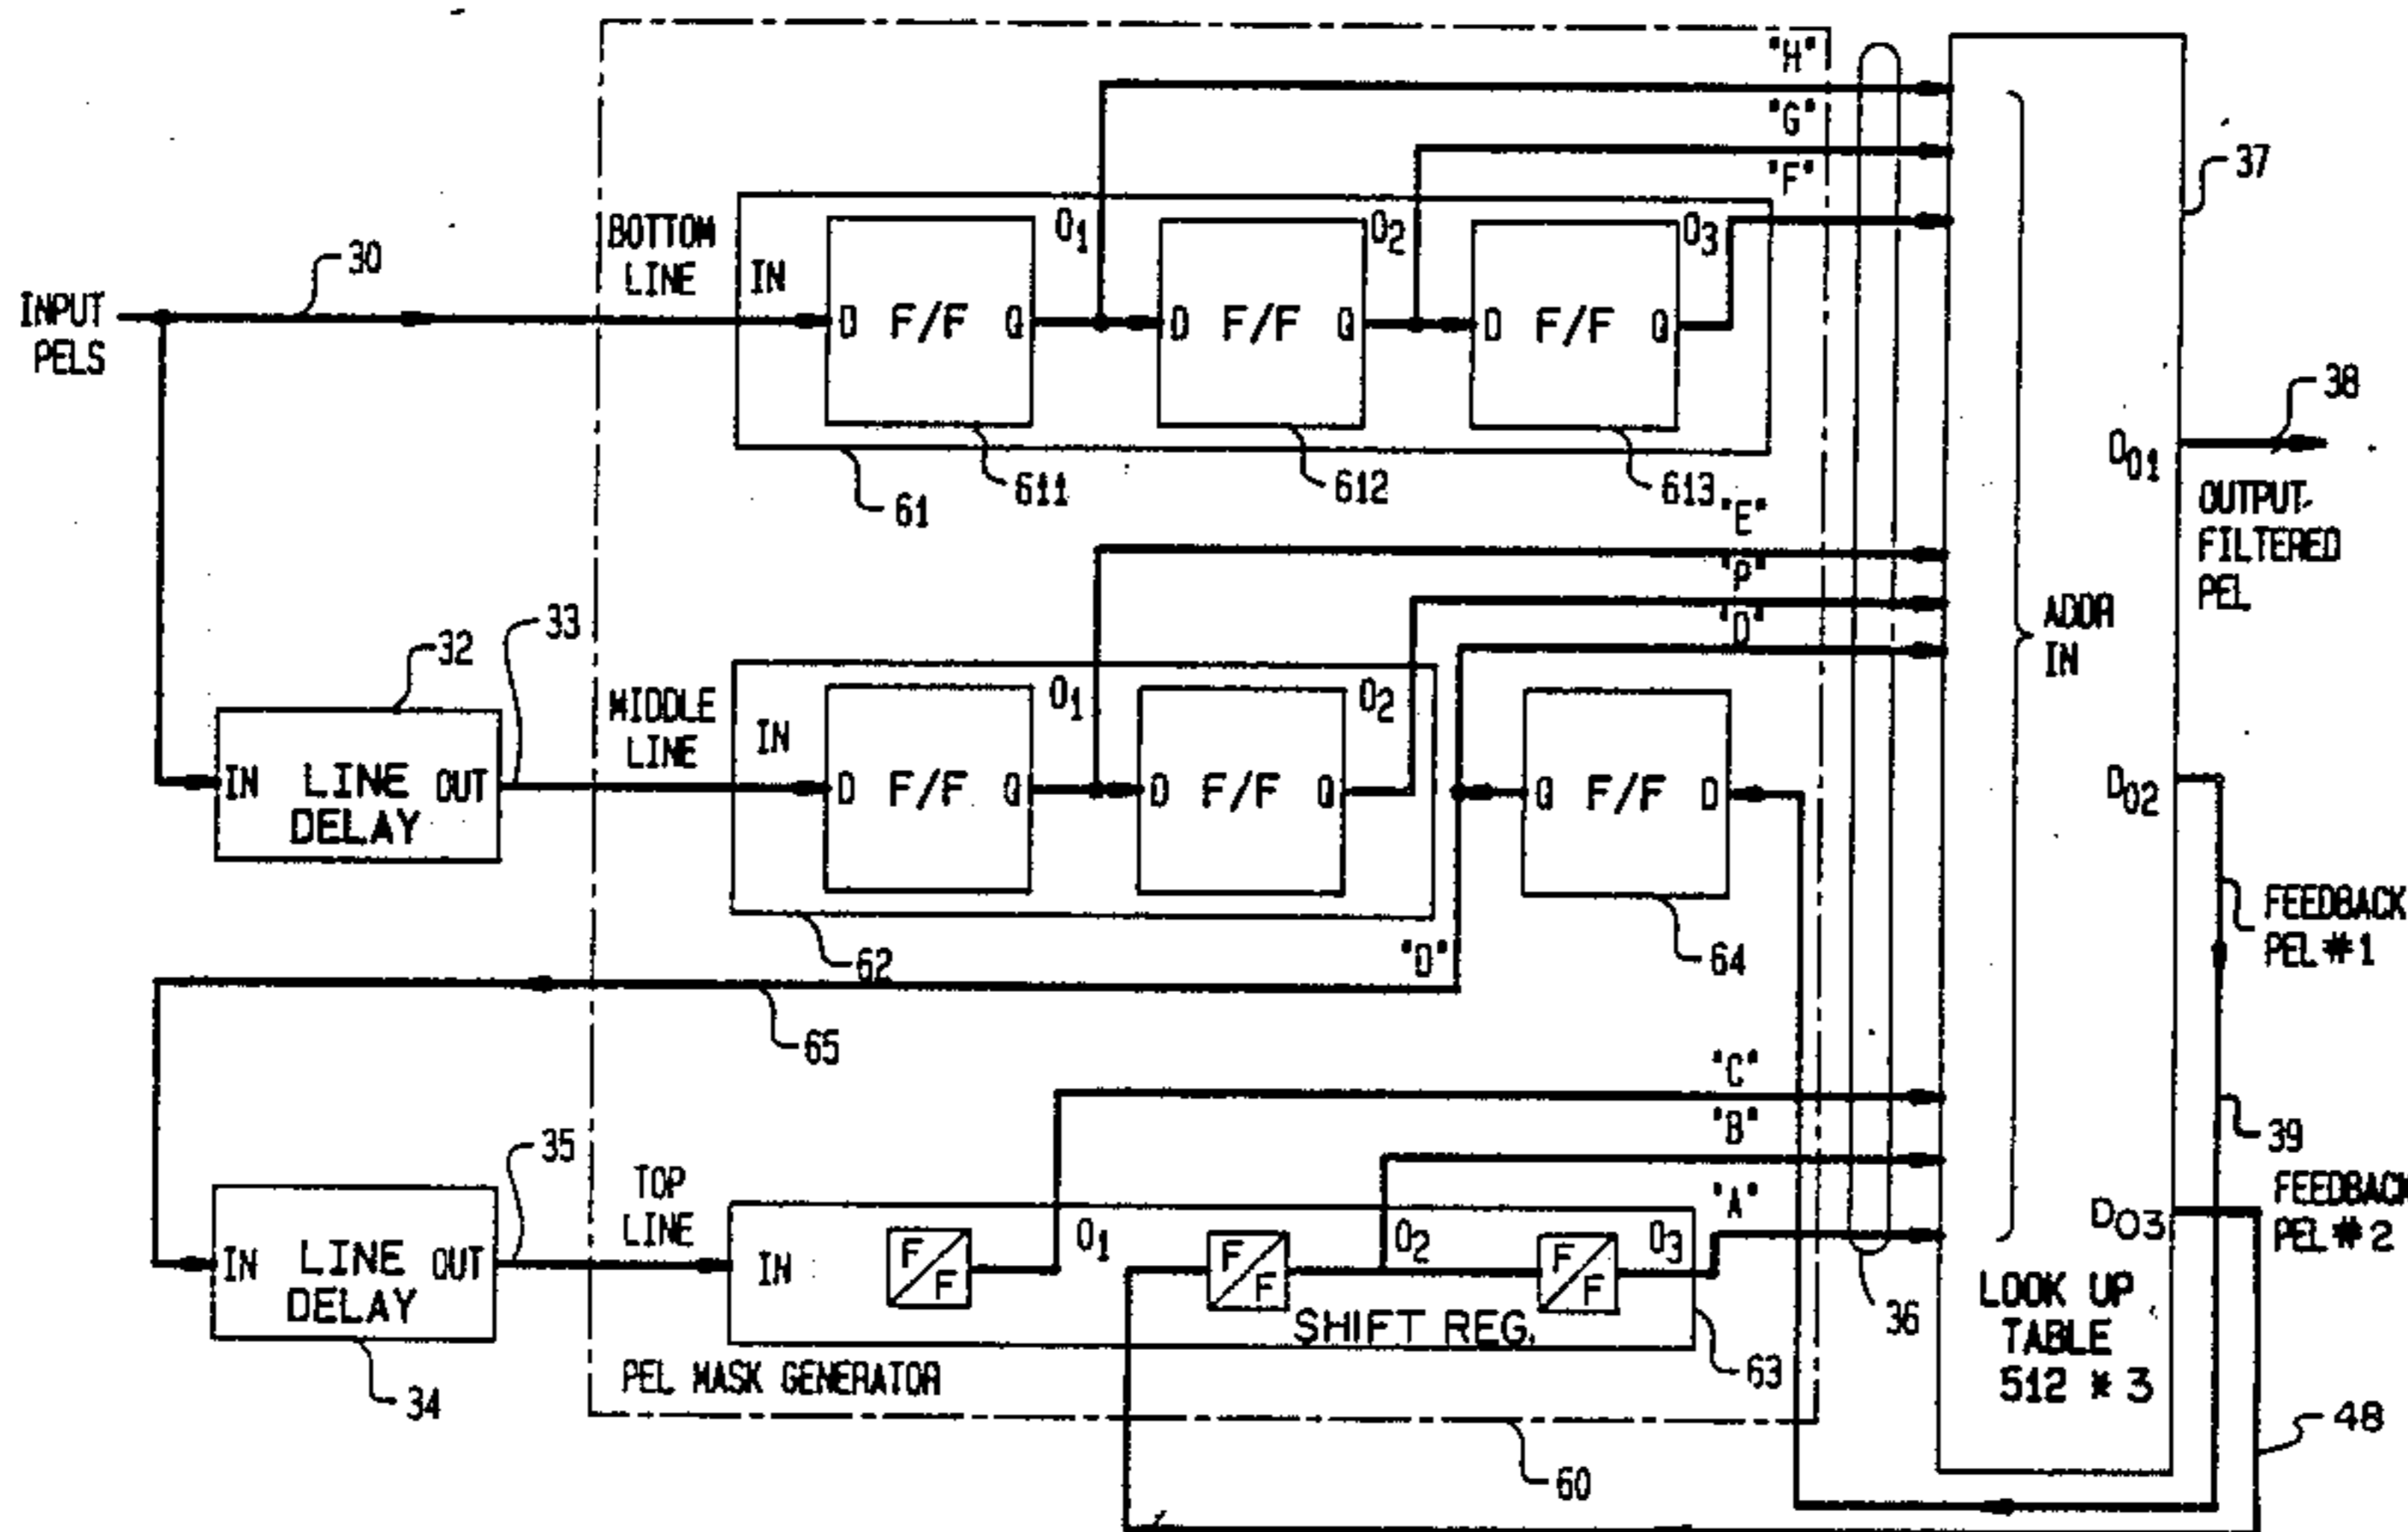 "H"
"G"
"F"
37
BOTTOM
LINE
IN
O1
O2
O3
30
INPUT
PELS
D F/F Q
D F/F Q
D F/F Q
38
D01
611
612
613
61
OUTPUT-
FILTERED
PEL
"E"
"P"
"D"
ADDR
IN
33
32
MIDDLE
LINE
IN
O1
O2
IN LINE OUT
DELAY
D F/F Q
D F/F Q
Q F/F D
D02
FEEDBACK
PEL #1
62
"D"
64
65
"C"
"B"
"A"
39
35
TOP
LINE
FEEDBACK
PEL #2
D03
IN LINE OUT
DELAY
IN
F/F
O1
F/F
O2
F/F
O3
SHIFT REG.
36
LOOK UP
TABLE
512 * 3
34
PEL MASK GENERATOR
63
48
60